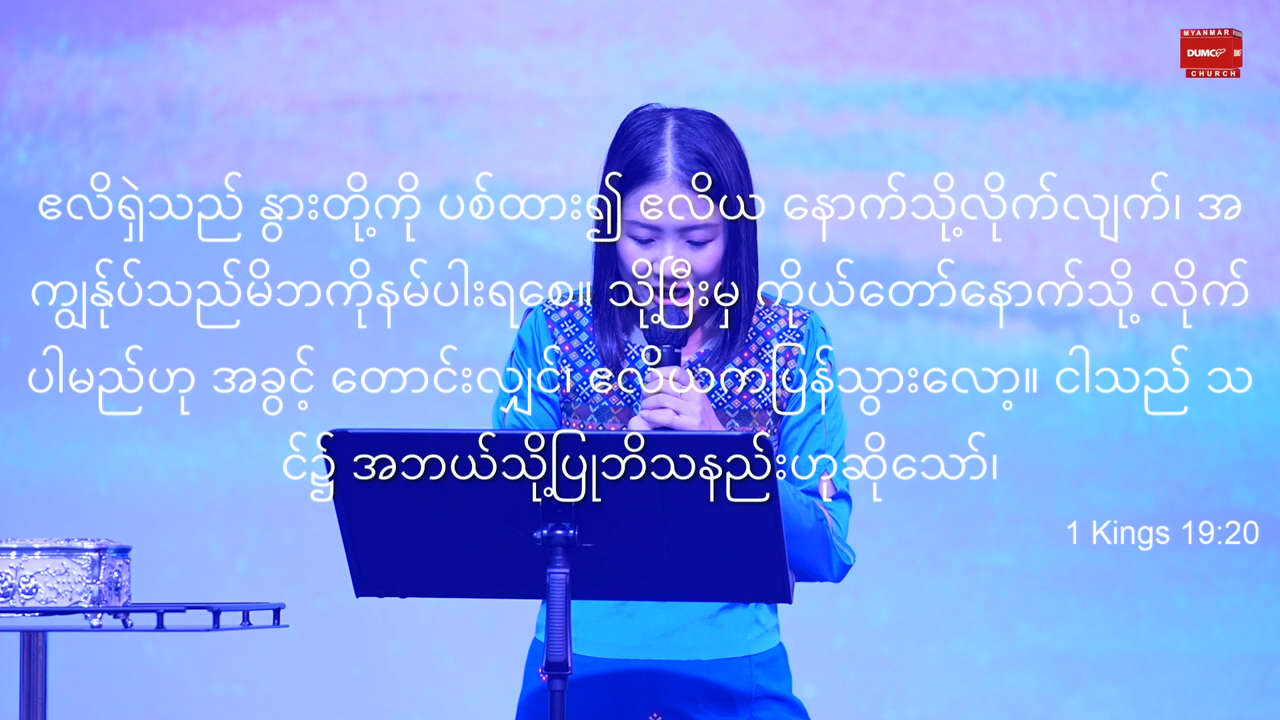 MYANMAR
DUMC
CHURCH
ဧလိရှဲသည် နွားတို့ကို ပစ်ထား၍ ဧလိယ နောက်သို့လိုက်လျက်၊ အ
ကျွန်ုပ်သည်မိဘကိုနမ်ပါးရစေ။ သို့ပြီးမှ ကိုယ်တော်နောက်သို့ လိုက်
ပါမည်ဟု အခွင့် တောင်းလျှင်၊ ဧလိယကပြန်သွားလော့။ ငါသည် သ
င်၌ အဘယ်သို့ပြုဘိသနည်းဟုဆိုသော်၊
1 Kings 19:20